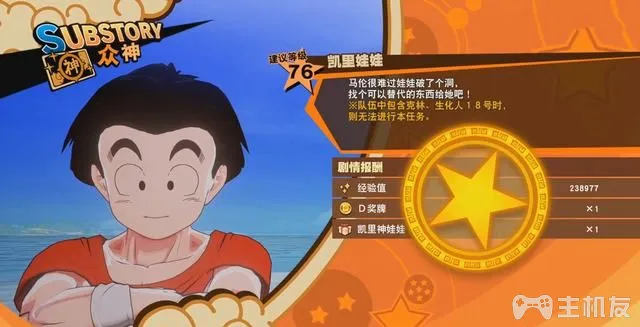 SUBSTORY
众神
神
建议等级
76
凯里娃娃
马伦很难过娃娃破了个洞，
找个可以替代的东西给她吧！
※队伍中包含克林、生化人１８号时，
则无法进行本任务。
剧情报酬
经验值 238977
Ｄ奖牌 ×1
凯里神娃娃 ×1
主机友